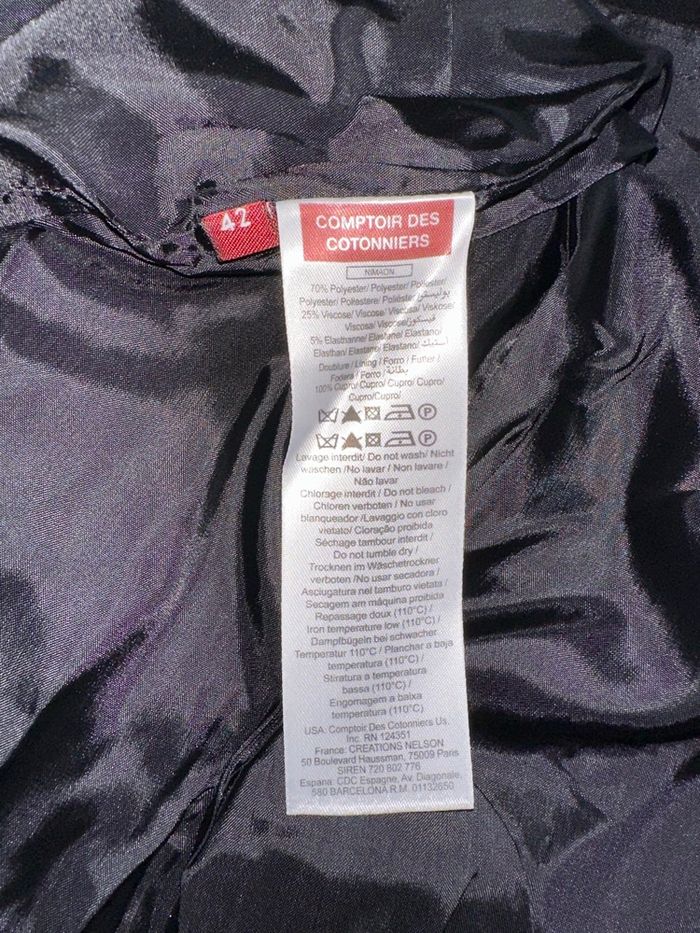 42
COMPTOIR DES
COTONNIERS
NIMAON
70% Polyester/ Polyester/ Polyester/
Polyester/ Poliestere/ Poliéster/ بوليستر
25% Viscose/ Viscose/ Viscosa/ Viskose/
Viscosa/ Viscose/ فيسكوز
5% Elasthanne/ Elastane/ Elastano/
Elasthan/ Elastan/ Elastano/
Doublure / Lining / Forro / Futter /
Fodera / Forro / بطانة
100% Cupro/ Cupro/ Cupro/ Cupro/
Cupro/Cupro/
P
P
Lavage interdit/ Do not wash/ Nicht
waschen /No lavar / Non lavare /
Não lavar
Chlorage interdit / Do not bleach /
Chloren verboten / No usar
blanqueador /Lavaggio con cloro
vietato/ Cloração proibida
Séchage tambour interdit /
Do not tumble dry /
Trocknen im Wäschetrockner
verboten /No usar secadora /
Asciugatura nel tamburo vietata /
Secagem am máquina proibida
Repassage doux (110°C) /
Iron temperature low (110°C) /
Dampfbügeln bei schwacher
Temperatur 110°C / Planchar a baja
temperatura (110°C) /
Stiratura a temperatura
bassa (110°C) /
Engomagem a baixa
temperatura (110°C)
USA. Comptoir Des Cotonniers Us.
Inc. RN 124351
France: CREATIONS NELSON
50 Boulevard Haussman, 75009 Paris
SIREN 720 802 776
Espana: CDC Espagne, Av. Diagonale,
580 BARCELONA R.M. 01132650